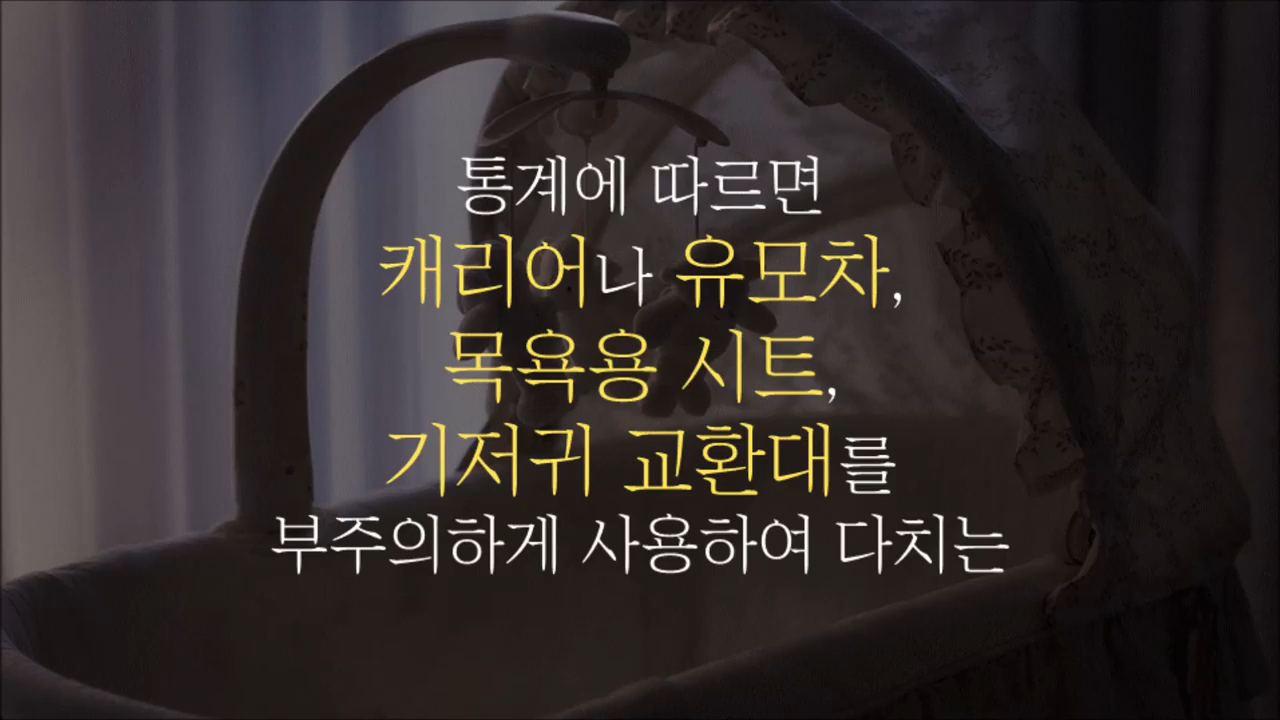 통계에 따르면
캐리어나 유모차,
목욕용 시트,
기저귀 교환대를
부주의하게 사용하여 다치는